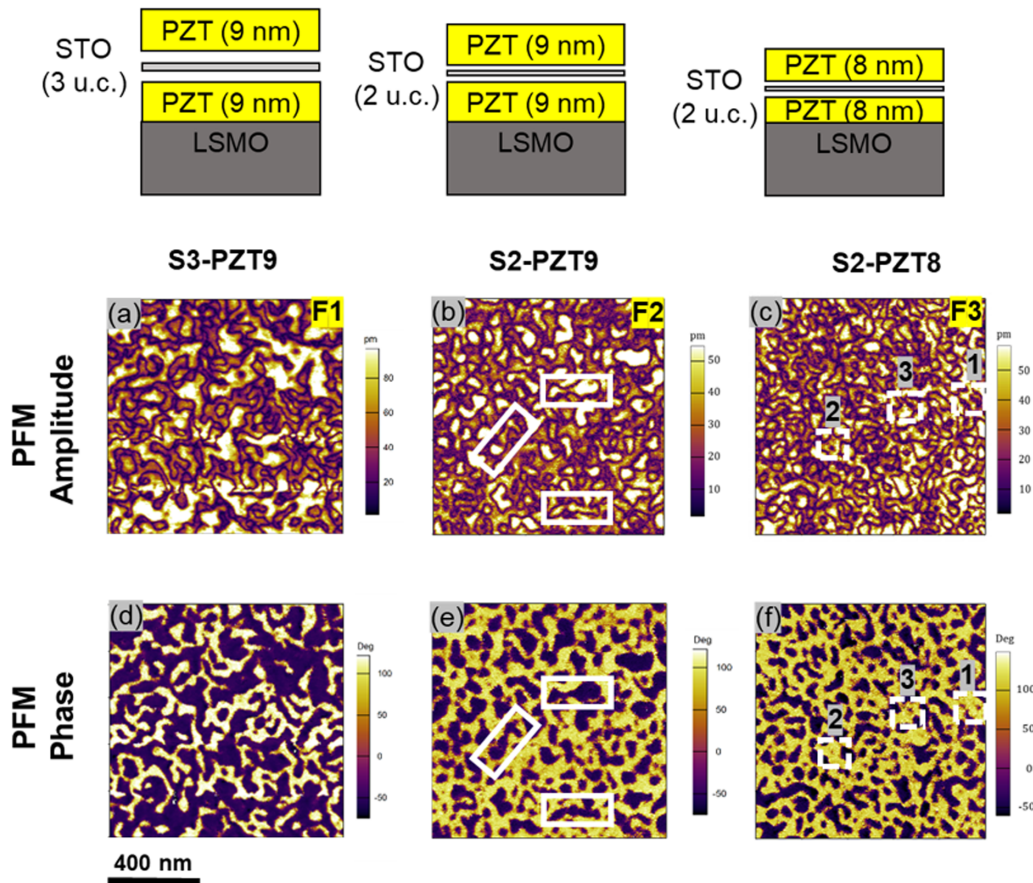 STO
(3 u.c.)
PZT (9 nm)
PZT (9 nm)
LSMO
STO
(2 u.c.)
PZT (9 nm)
PZT (9 nm)
LSMO
STO
(2 u.c.)
PZT (8 nm)
PZT (8 nm)
LSMO
S3-PZT9
S2-PZT9
S2-PZT8
PFM
Amplitude
(a)
F1
pm
80
60
40
20
(b)
F2
pm
50
40
30
20
10
(c)
F3
1
3
2
pm
50
40
30
20
10
PFM
Phase
(d)
Deg
100
50
0
-50
(e)
Deg
100
50
0
-50
(f)
1
3
2
Deg
100
50
0
-50
400 nm